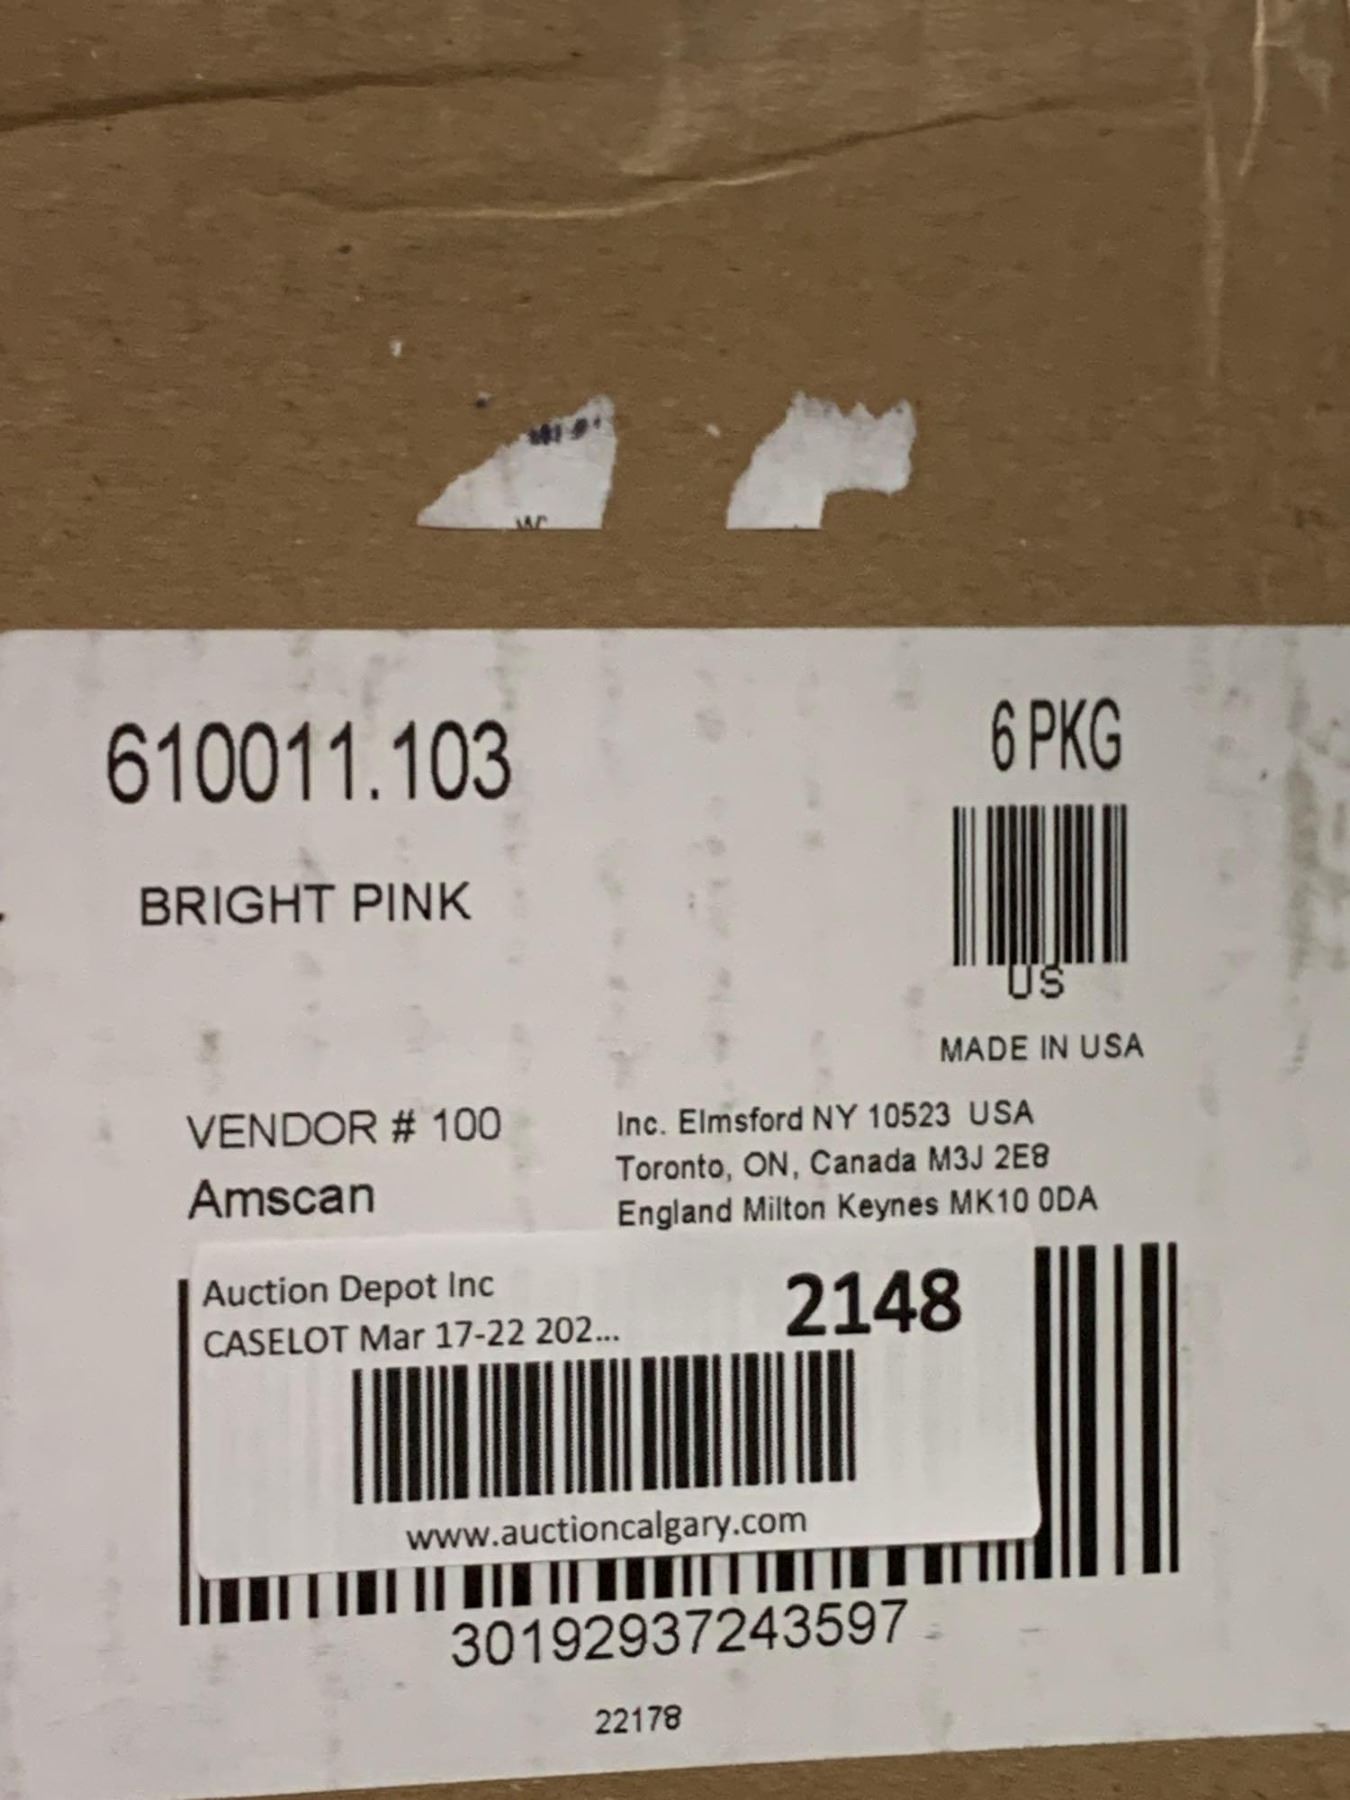 610011.103
6 PKG
BRIGHT PINK
US
MADE IN USA
VENDOR # 100
Amscan
Inc. Elmsford NY 10523 USA
Toronto, ON, Canada M3J 2E8
England Milton Keynes MK10 0DA
Auction Depot Inc
CASELOT Mar 17-22 202...
2148
www.auctioncalgary.com
30192937243597
22178